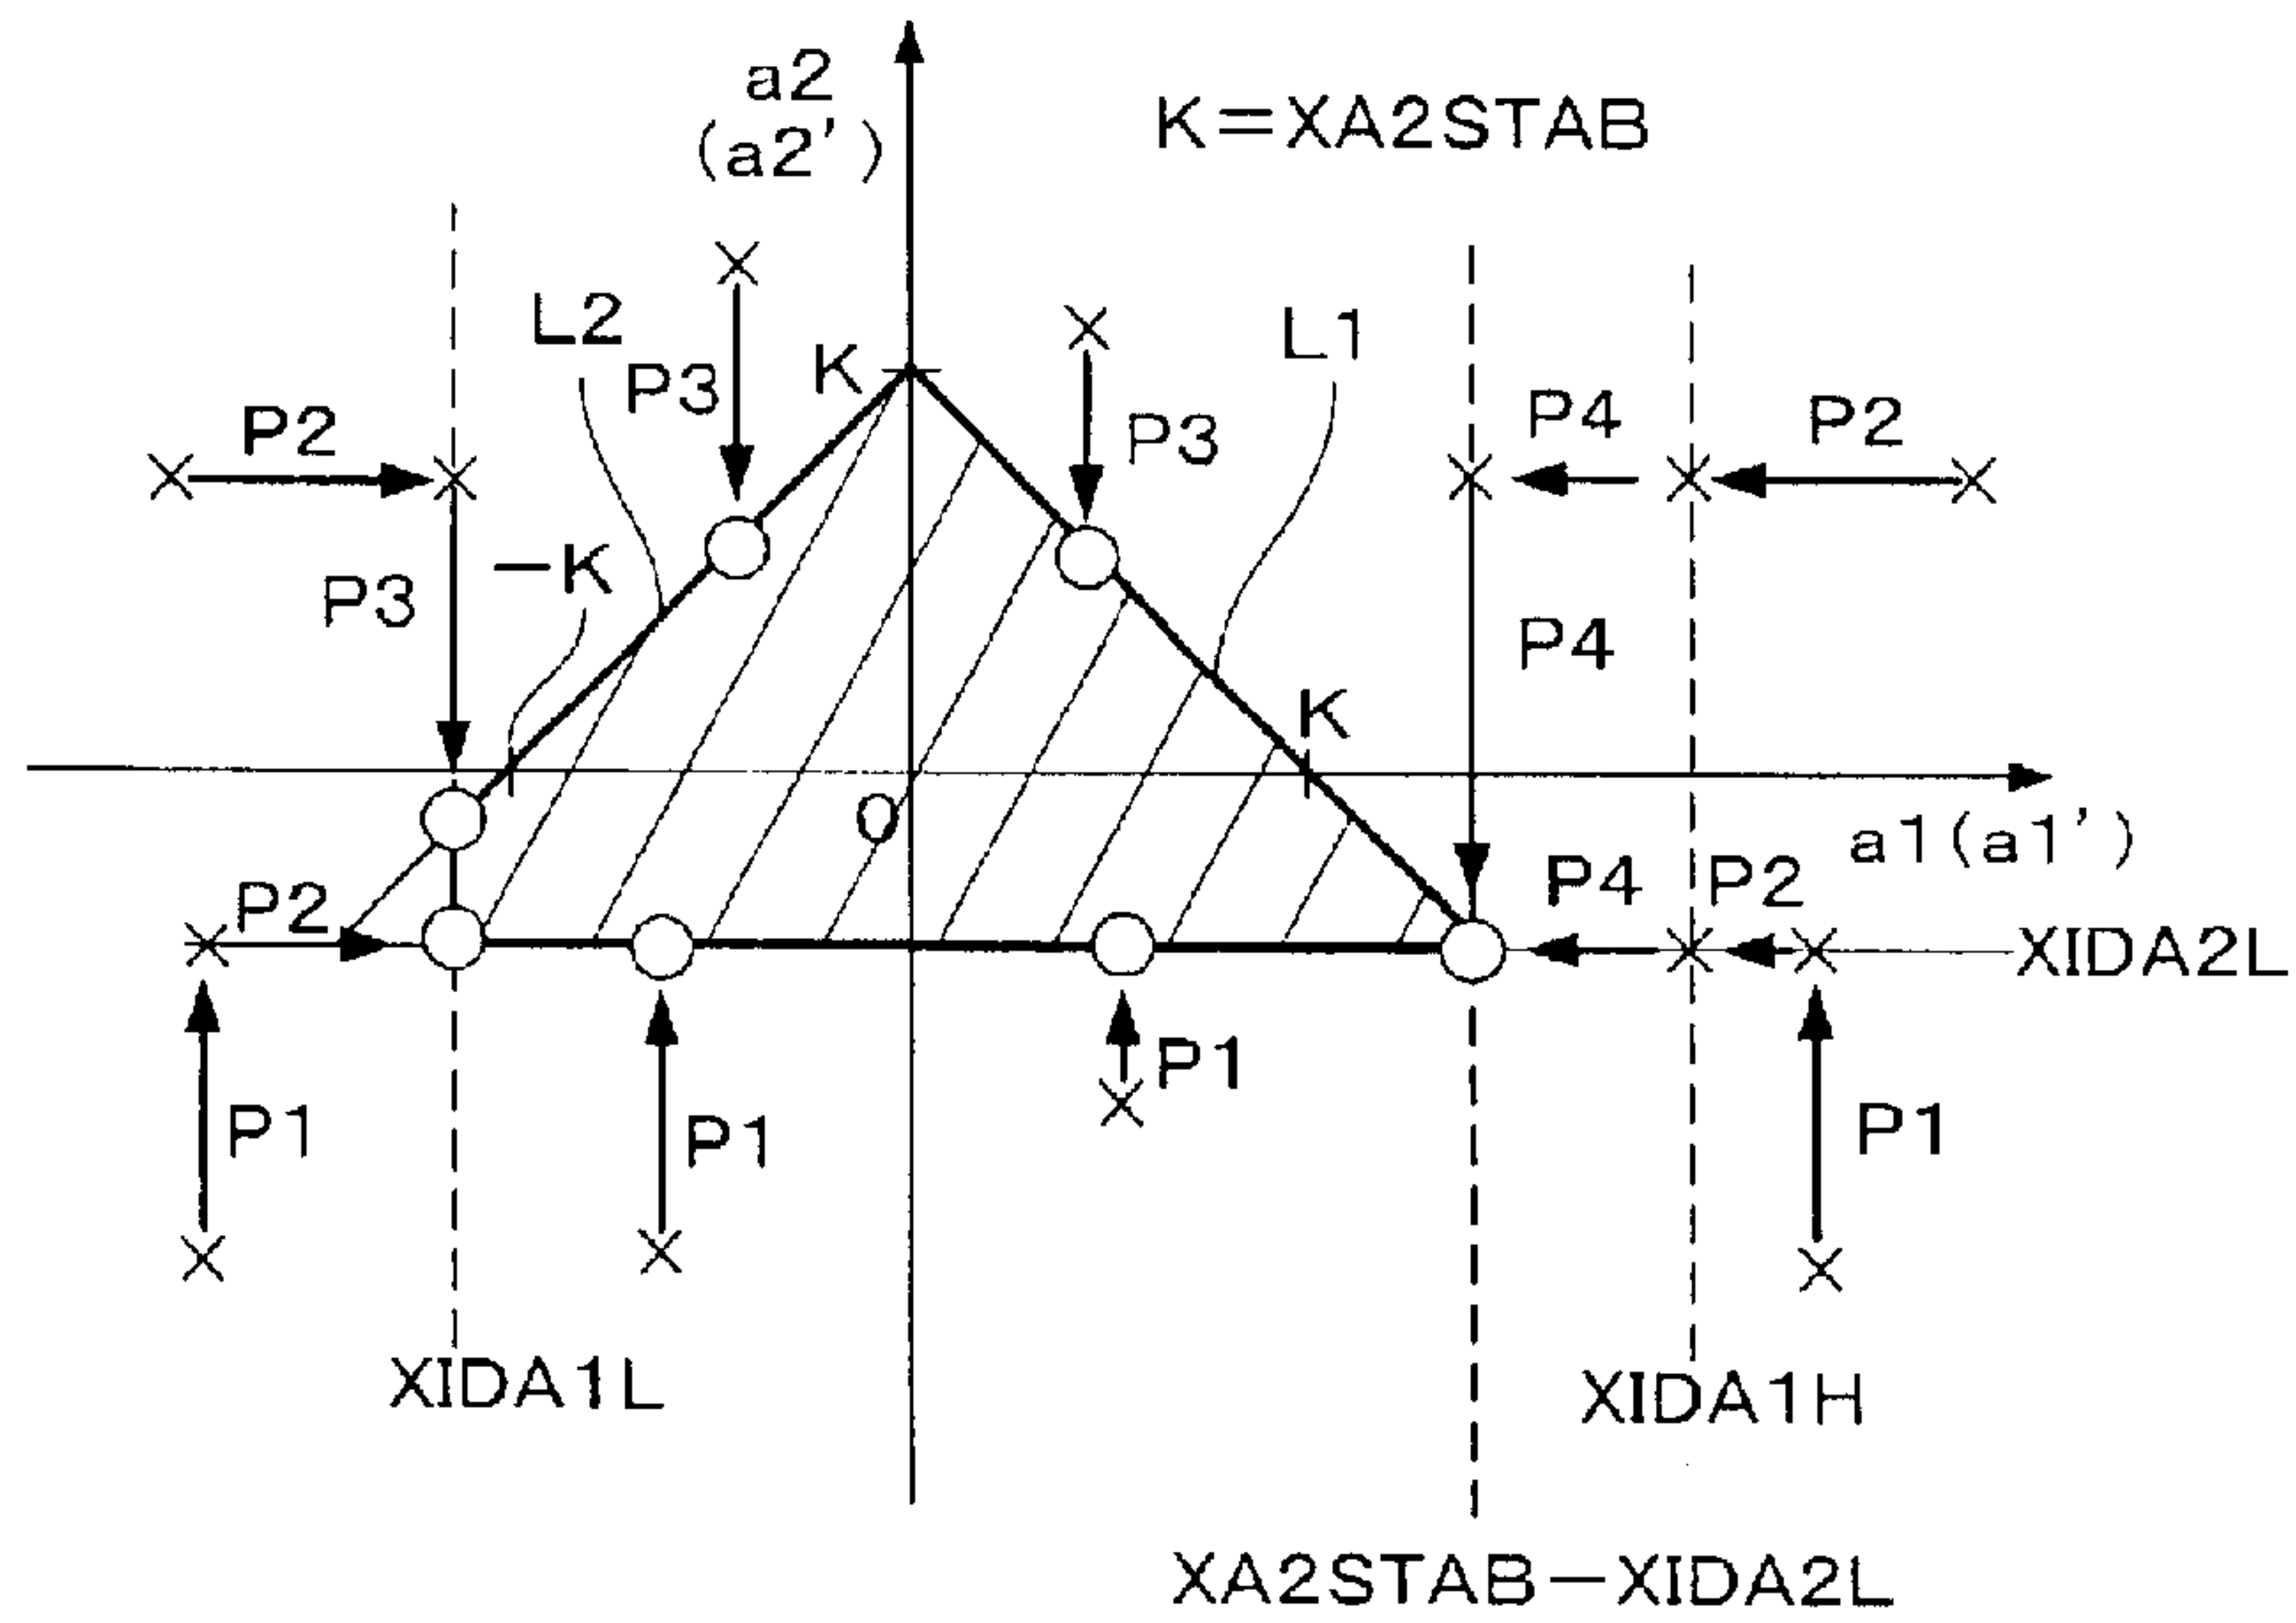 a2
(a2')
K=XA2STAB
L2
L1
P3
K
P2
P3
P4
P2
-K
P3
P4
K
O
a1(a1')
P2
P4
P2
XIDA2L
P1
P1
P1
P1
XIDA1L
XIDA1H
XA2STAB-XIDA2L